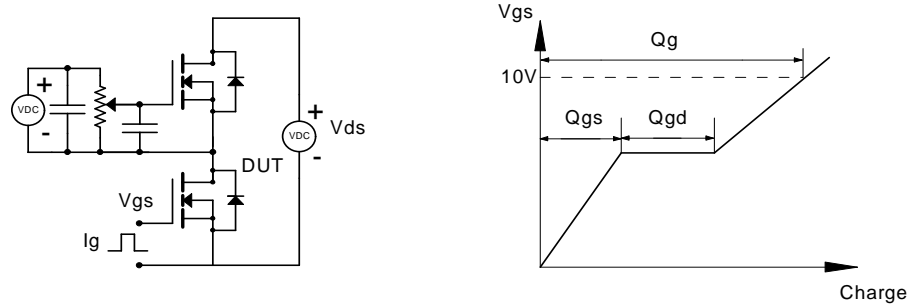 +
VDC
-
+
VDC
-
Vds
DUT
Vgs
Ig
Vgs
Qg
10V
Qgs
Qgd
Charge